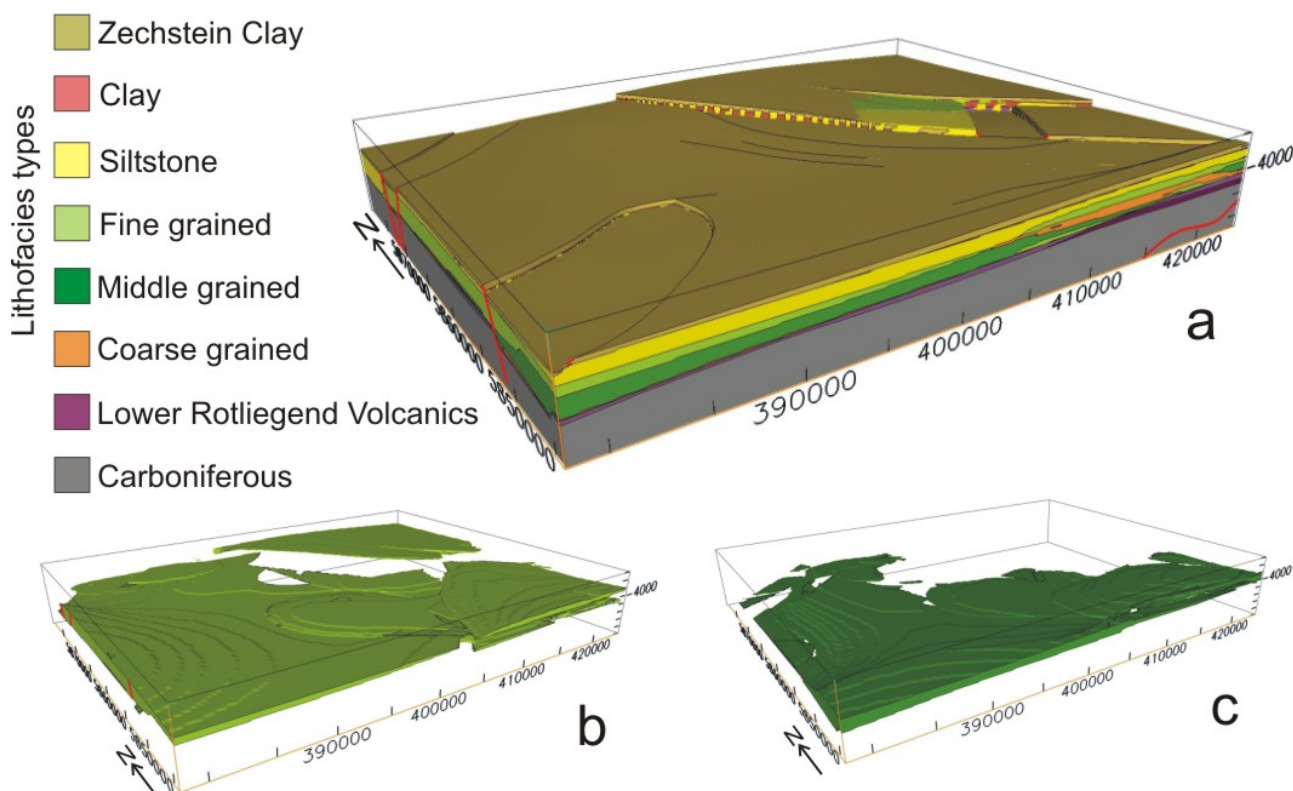 Lithofacies types
Zechstein Clay
Clay
Siltstone
Fine grained
Middle grained
Coarse grained
Lower Rotliegend Volcanics
Carboniferous
N
4000
420000
410000
400000
390000
5850000
a
N
4000
420000
410000
400000
390000
b
N
4000
420000
410000
400000
390000
c